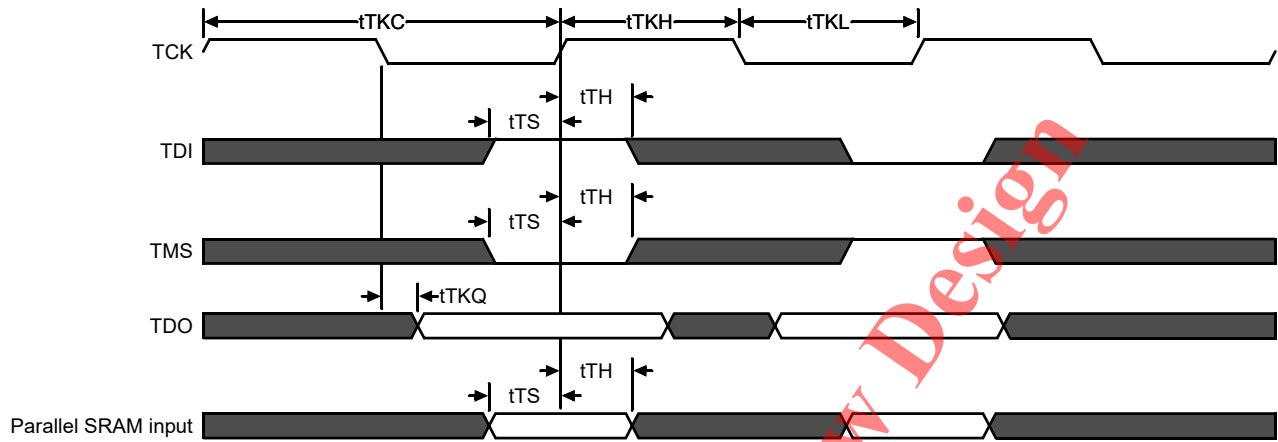 tTKC tTKH tTKL
TCK
tTH
tTS
TDI
tTH
tTS
TMS
tTKQ
TDO
tTH
tTS
Parallel SRAM input
Design